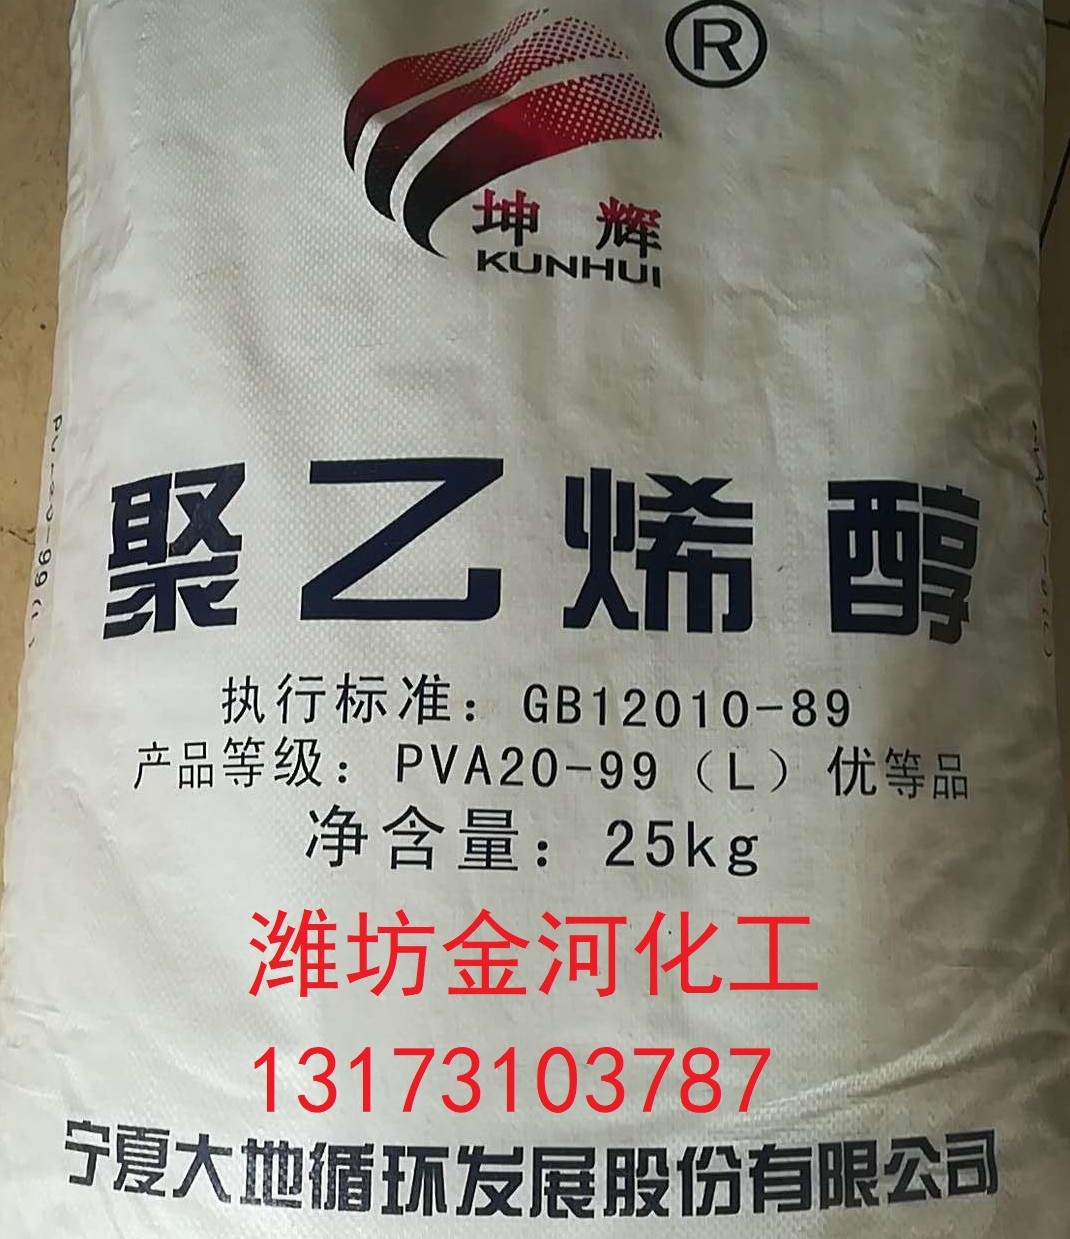 ®
坤辉
KUNHUI
聚乙烯醇
执行标准：GB12010-89
产品等级：PVA20-99（L）优等品
净含量：25kg
潍坊金河化工
13173103787
宁夏大地循环发展股份有限公司